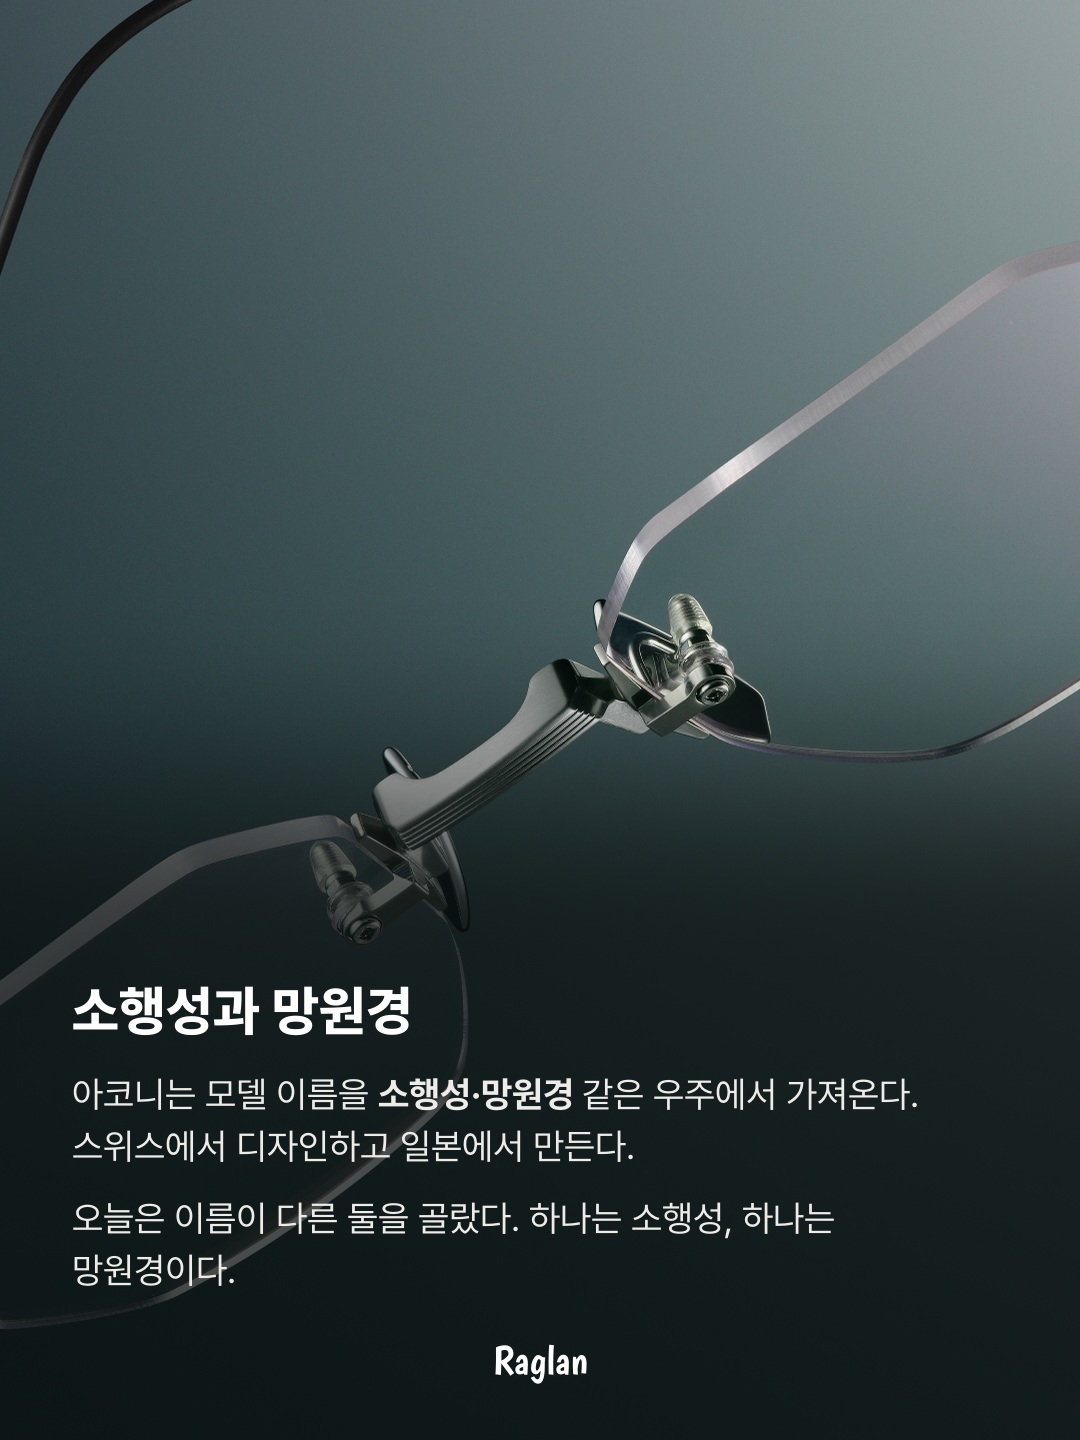 소행성과 망원경
아코니는 모델 이름을 소행성·망원경 같은 우주에서 가져온다.
스위스에서 디자인하고 일본에서 만든다.
오늘은 이름이 다른 둘을 골랐다. 하나는 소행성, 하나는
망원경이다.
Raglan